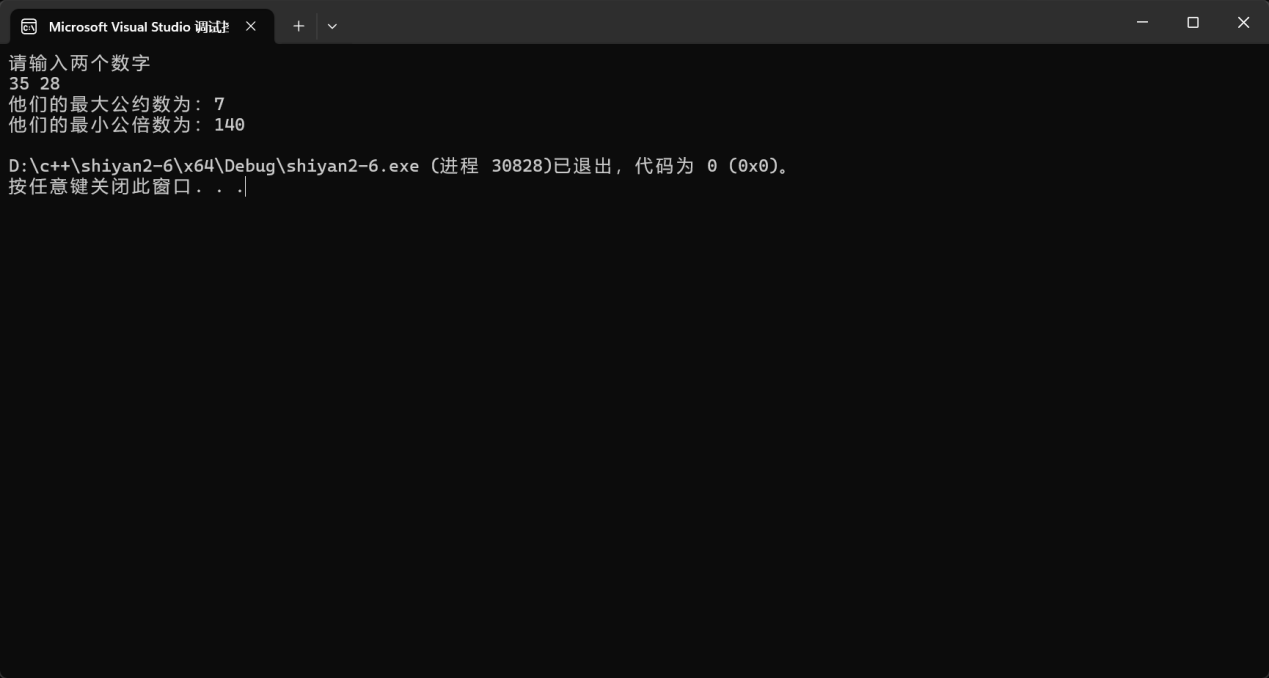 Microsoft Visual Studio 调试
请输入两个数字
35 28
他们的最大公约数为：7
他们的最小公倍数为：140
D:\c++\shiyan2-6\x64\Debug\shiyan2-6.exe (进程 30828)已退出，代码为 0 (0x0)。
按任意键关闭此窗口. . .